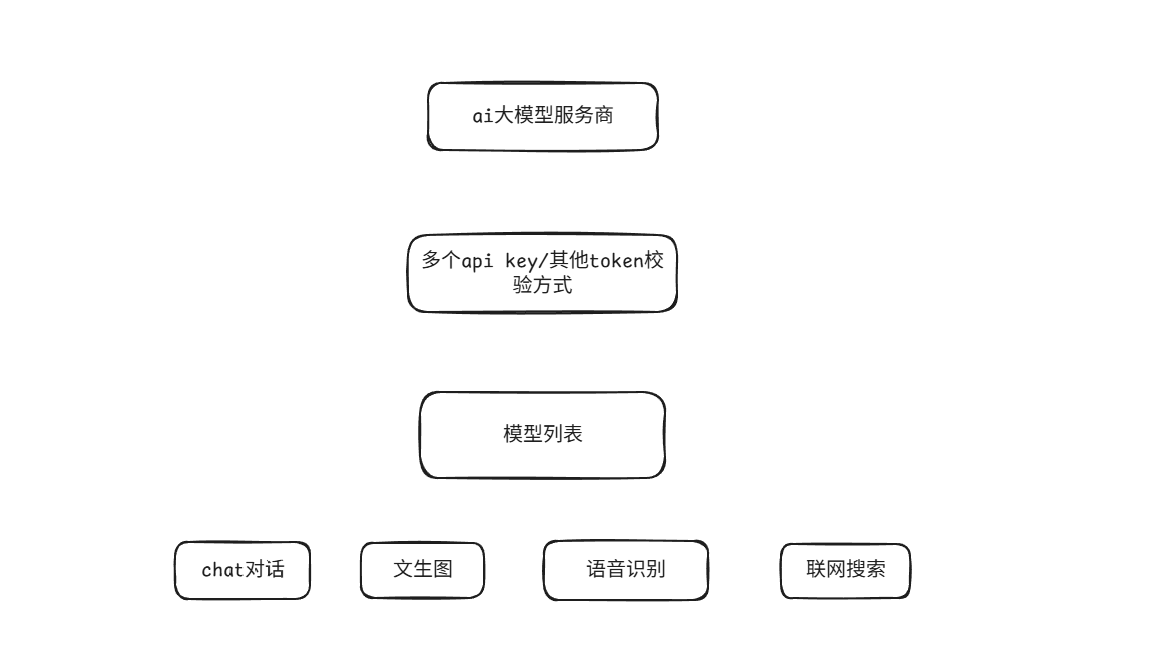 ai大模型服务商
多个api key/其他token校
验方式
模型列表
chat对话
文生图
语音识别
联网搜索